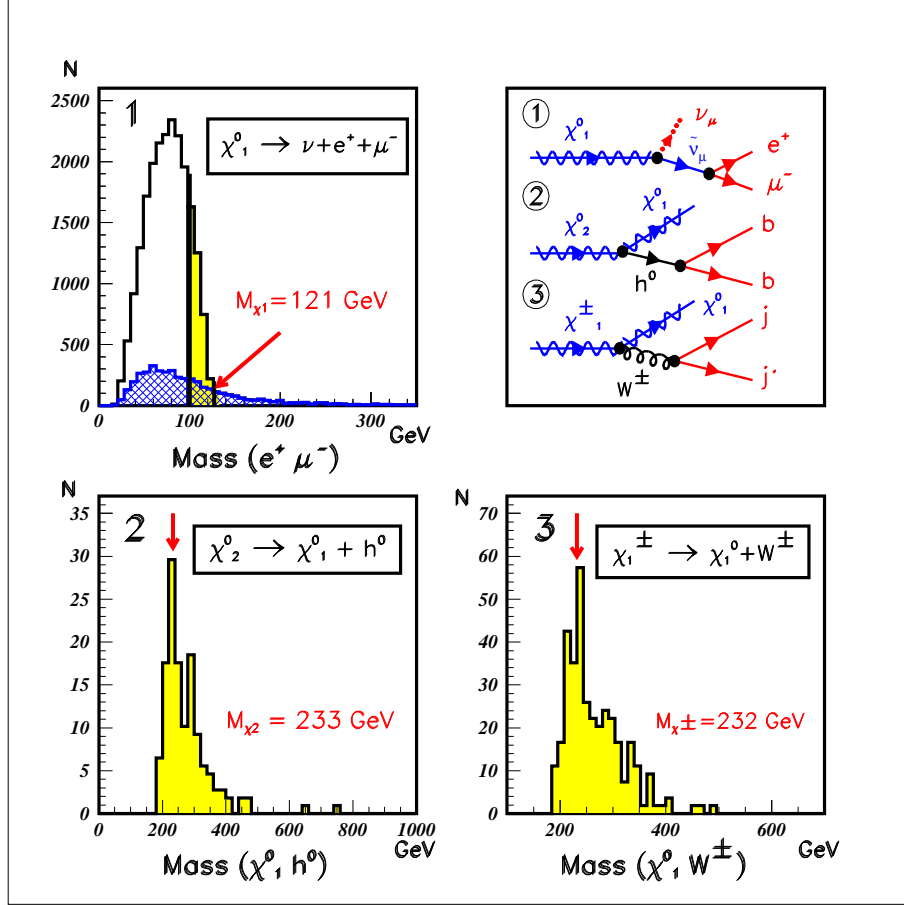 N
2500
2000
1500
1000
500
0
1
χ⁰₁ → ν+e⁺+μ⁻
Mχ1=121 GeV
0 100 200 300
GeV
Mass (e⁺ μ⁻)
① χ⁰₁ ν_μ ν̃_μ e⁺ μ⁻
② χ⁰₂ χ⁰₁ h⁰ b b
③ χ±₁ χ⁰₁ W± j j'
N
35
30
25
20
15
10
5
0
2
χ⁰₂ → χ⁰₁ + h⁰
Mχ2 = 233 GeV
0 200 400 600 800 1000
GeV
Mass (χ⁰₁ h⁰)
N
70
60
50
40
30
20
10
0
3
χ₁± → χ₁⁰+W±
Mχ±=232 GeV
200 400 600
GeV
Mass (χ⁰₁ W±)